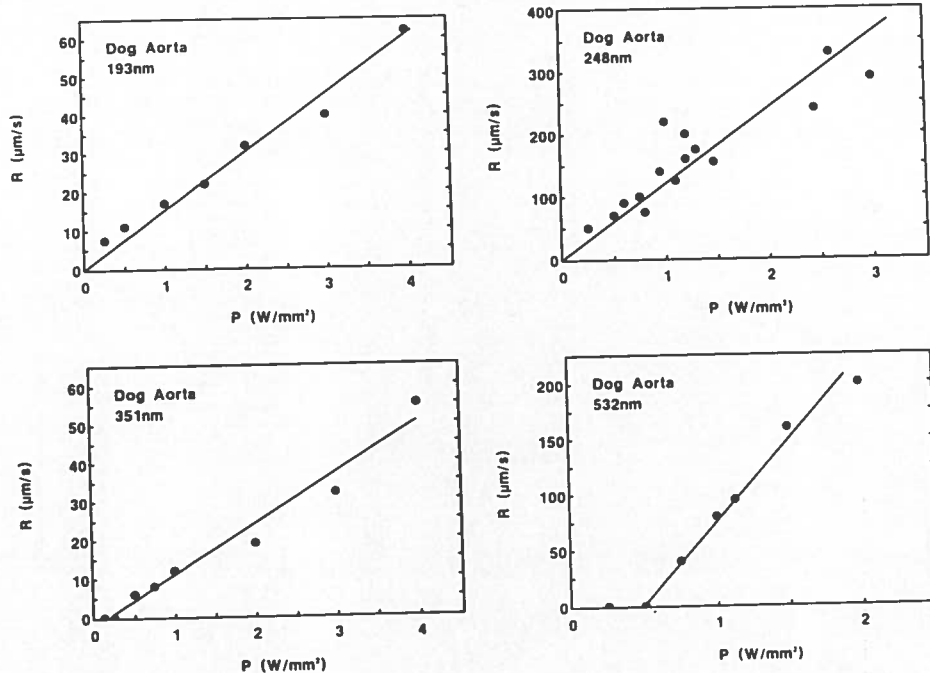 Dog Aorta
193nm
60
50
40
30
20
10
0
R (μm/s)
0 1 2 3 4
P (W/mm²)
Dog Aorta
248nm
400
300
200
100
0
R (μm/s)
0 1 2 3
P (W/mm²)
Dog Aorta
351nm
60
50
40
30
20
10
0
R (μm/s)
0 1 2 3 4
P (W/mm²)
Dog Aorta
532nm
200
150
100
50
0
R (μm/s)
0 1 2
P (W/mm²)